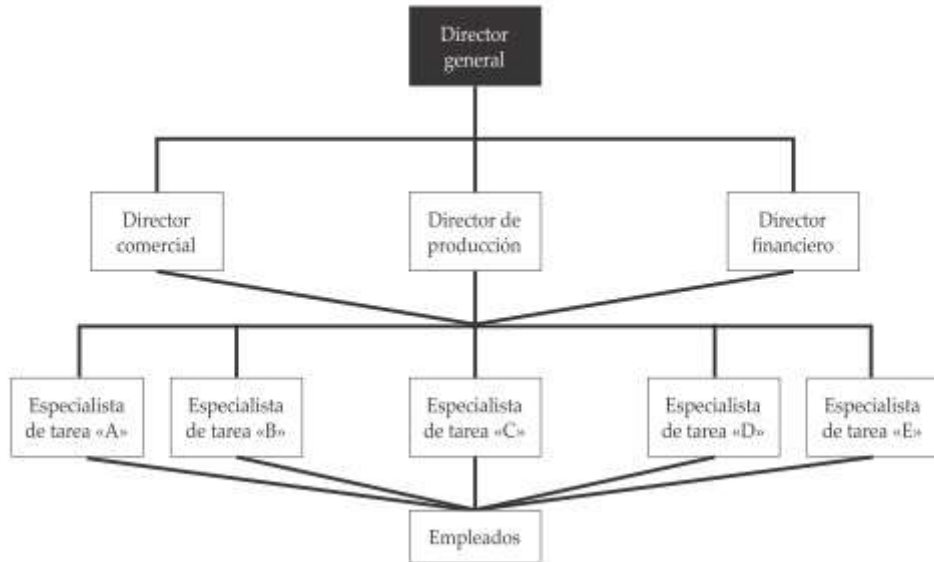 Director
general
Director
comercial
Director de
producción
Director
financiero
Especialista
de tarea «A»
Especialista
de tarea «B»
Especialista
de tarea «C»
Especialista
de tarea «D»
Especialista
de tarea «E»
Empleados